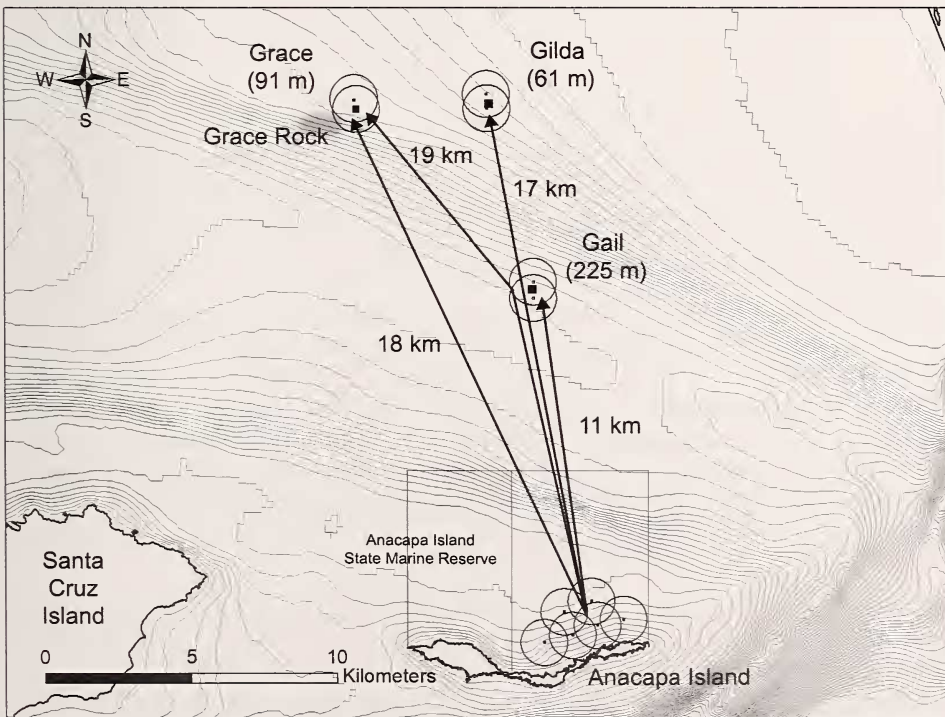 N
W E
S
Grace
(91 m)
Gilda
(61 m)
Grace Rock
19 km
17 km
Gail
(225 m)
18 km
11 km
Anacapa Island
State Marine Reserve
Santa
Cruz
Island
0 5 10
Kilometers
Anacapa Island